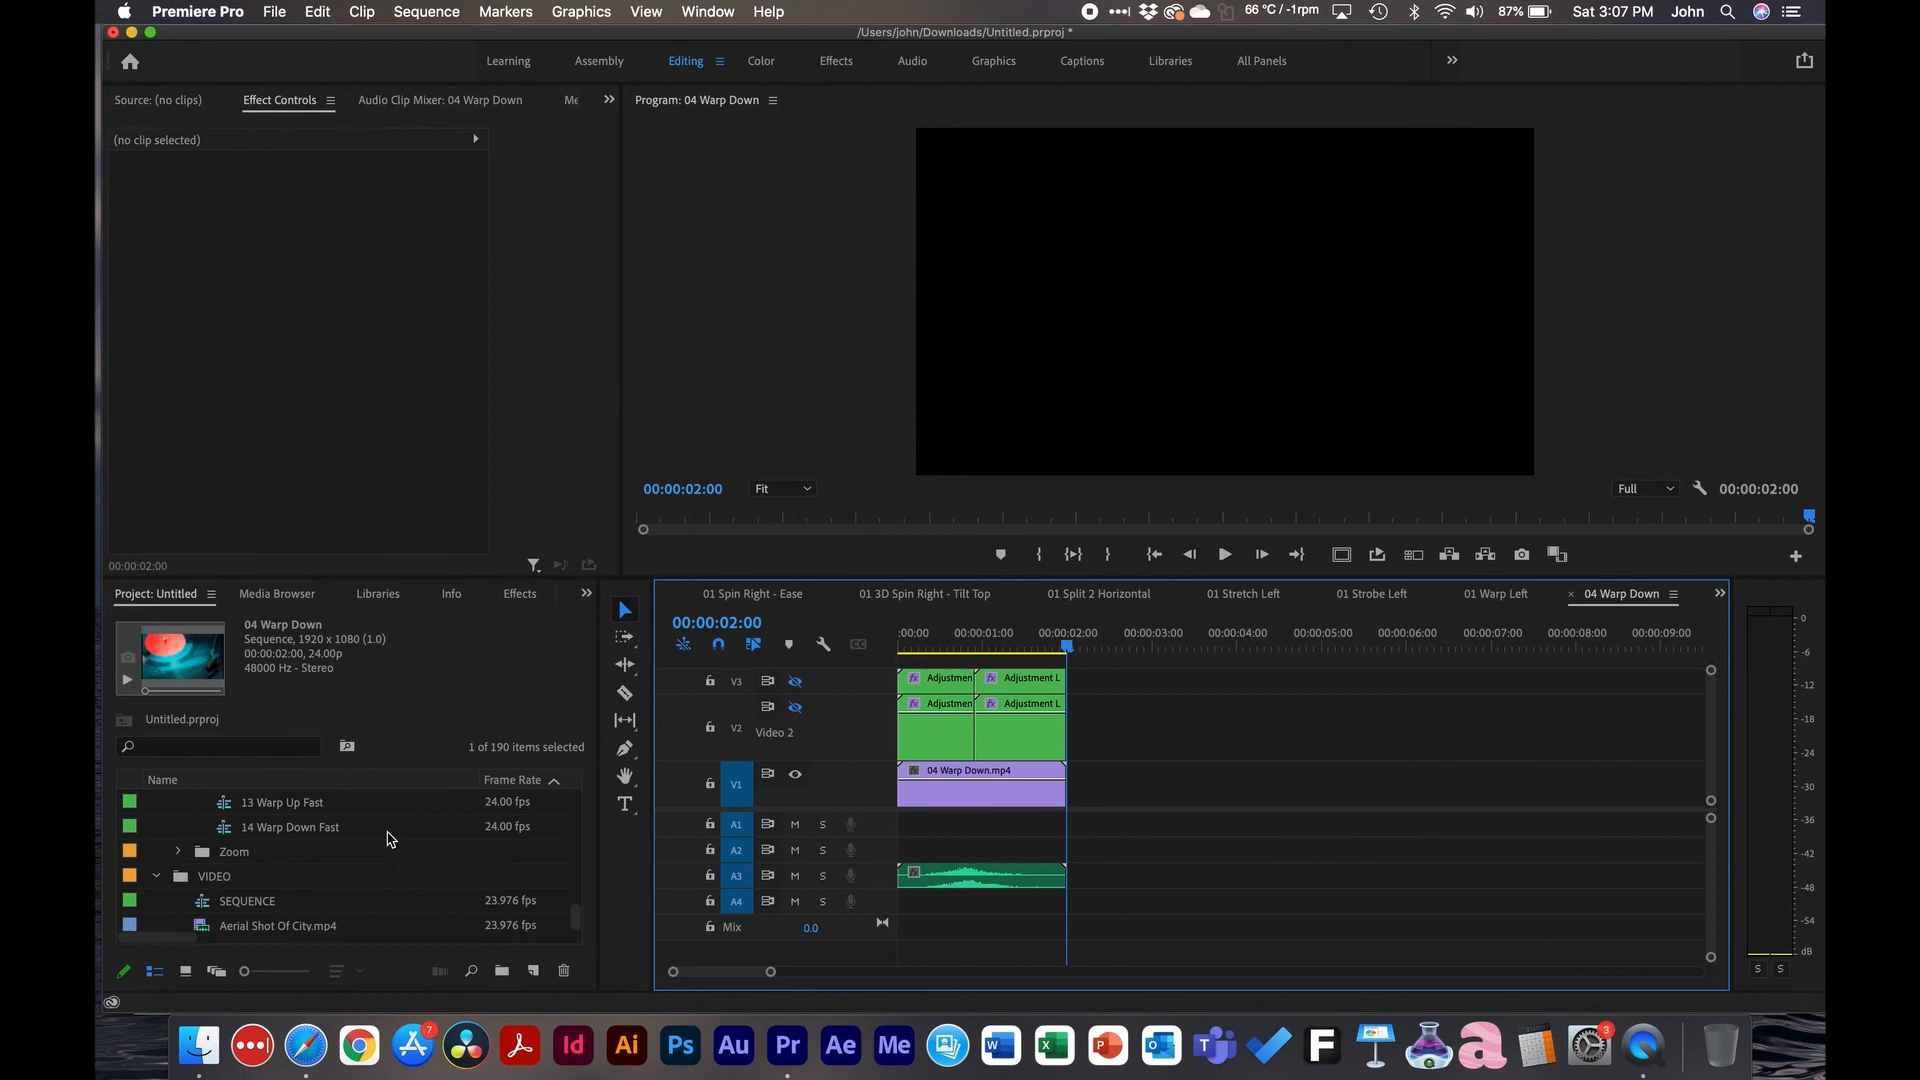 Premiere Pro File Edit Clip Sequence Markers Graphics View Window Help 66 °C / -1rpm 87% Sat 3:07 PM John
/Users/john/Downloads/Untitled.prproj *
Learning Assembly Editing Color Effects Audio Graphics Captions Libraries All Panels
Source: (no clips) Effect Controls Audio Clip Mixer: 04 Warp Down Me
Program: 04 Warp Down
(no clip selected)
00:00:02:00 Fit Full 00:00:02:00
00:00:02:00
Project: Untitled Media Browser Libraries Info Effects
04 Warp Down
Sequence, 1920 x 1080 (1.0)
00:00:02:00, 24.00p
48000 Hz - Stereo
Untitled.prproj
1 of 190 items selected
Name Frame Rate
13 Warp Up Fast 24.00 fps
14 Warp Down Fast 24.00 fps
Zoom
VIDEO
SEQUENCE 23.976 fps
Aerial Shot Of City.mp4 23.976 fps
01 Spin Right - Ease 01 3D Spin Right - Tilt Top 01 Split 2 Horizontal 01 Stretch Left 01 Strobe Left 01 Warp Left × 04 Warp Down
00:00:02:00
:00:00 00:00:01:00 00:00:02:00 00:00:03:00 00:00:04:00 00:00:05:00 00:00:06:00 00:00:07:00 00:00:08:00 00:00:09:00
CC
V3 fx Adjustmen fx Adjustment L
fx Adjustmen fx Adjustment L
V2 Video 2
V1 fx 04 Warp Down.mp4
A1 M S
A2 M S
A3 M S fx
A4 M S
Mix 0.0
0
-6
-12
-18
-24
-30
-36
-42
-48
-54
dB
S S
7 Id Ai Ps Au Pr Ae Me W X P O T F a 3